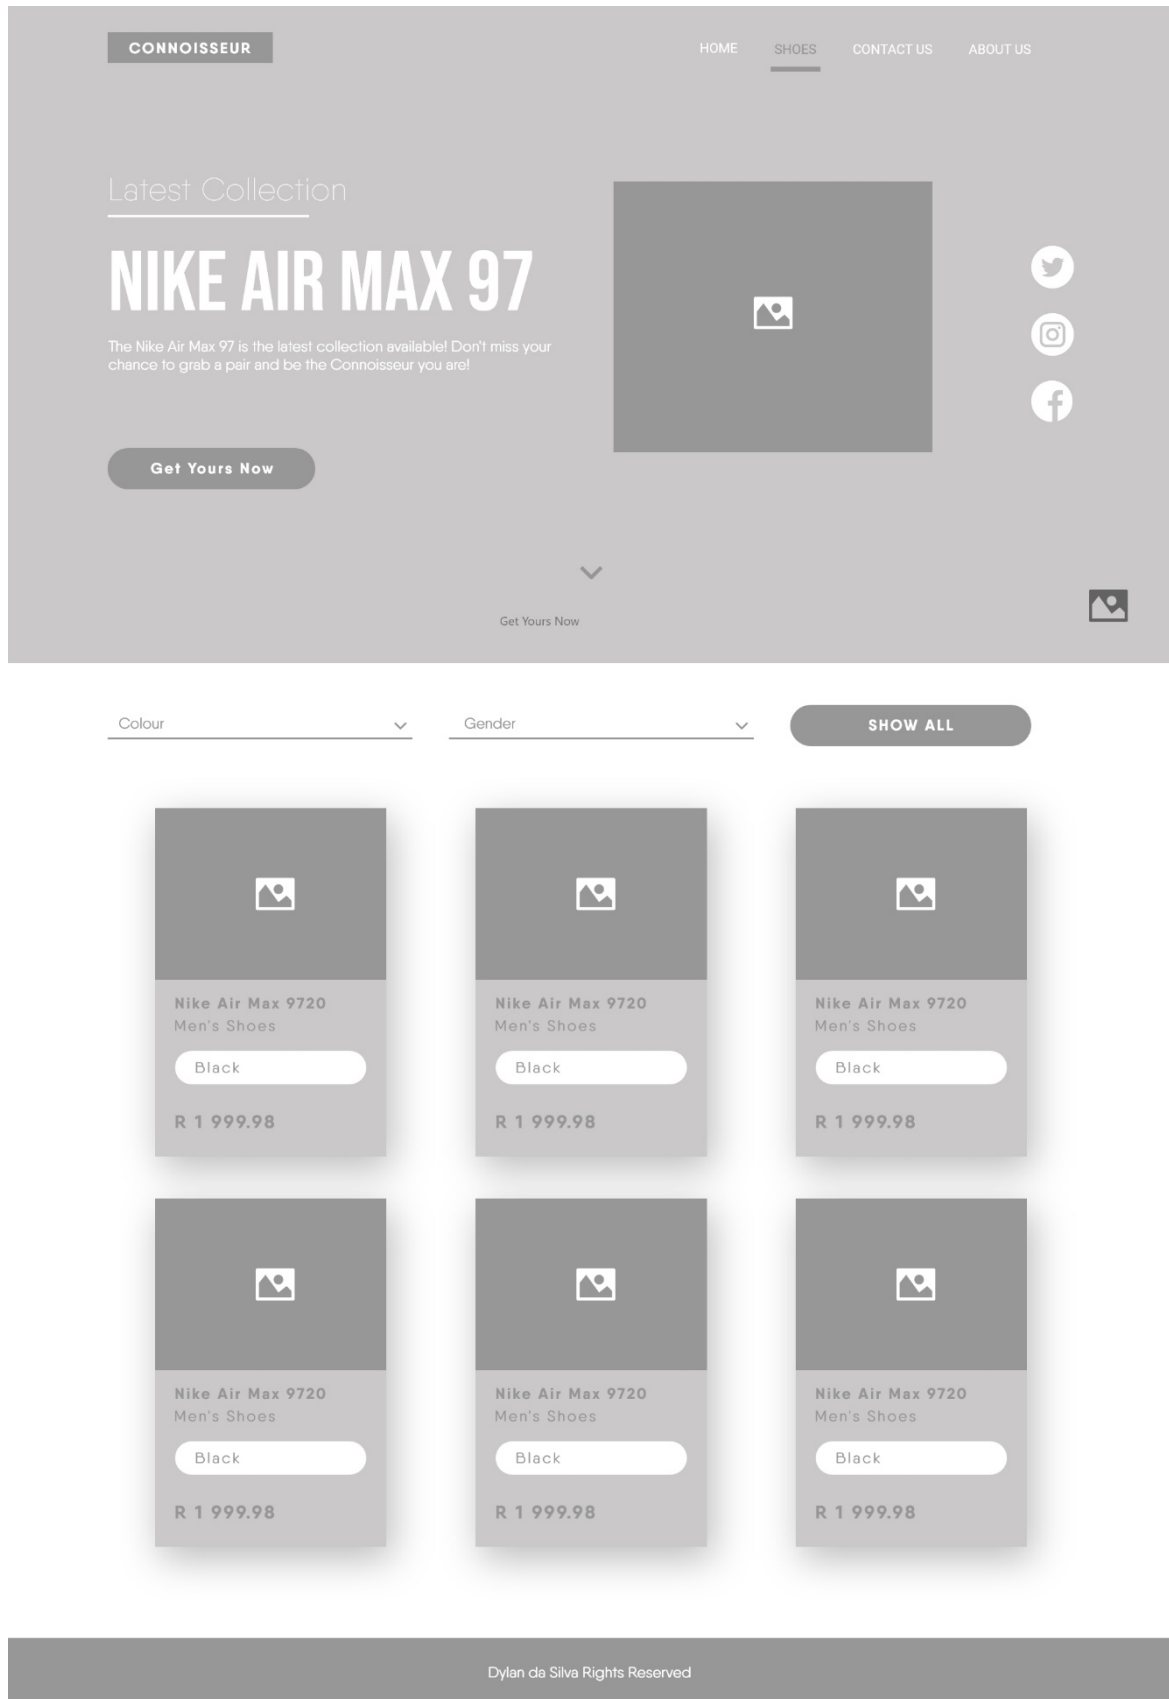 CONNOISSEUR
HOME SHOES CONTACT US ABOUT US
Latest Collection
NIKE AIR MAX 97
The Nike Air Max 97 is the latest collection available! Don't miss your
chance to grab a pair and be the Connoisseur you are!
Get Yours Now
Get Yours Now
Colour Gender SHOW ALL
Nike Air Max 9720 Nike Air Max 9720 Nike Air Max 9720
Men's Shoes Men's Shoes Men's Shoes
Black Black Black
R 1 999.98 R 1 999.98 R 1 999.98
Nike Air Max 9720 Nike Air Max 9720 Nike Air Max 9720
Men's Shoes Men's Shoes Men's Shoes
Black Black Black
R 1 999.98 R 1 999.98 R 1 999.98
Dylan da Silva Rights Reserved